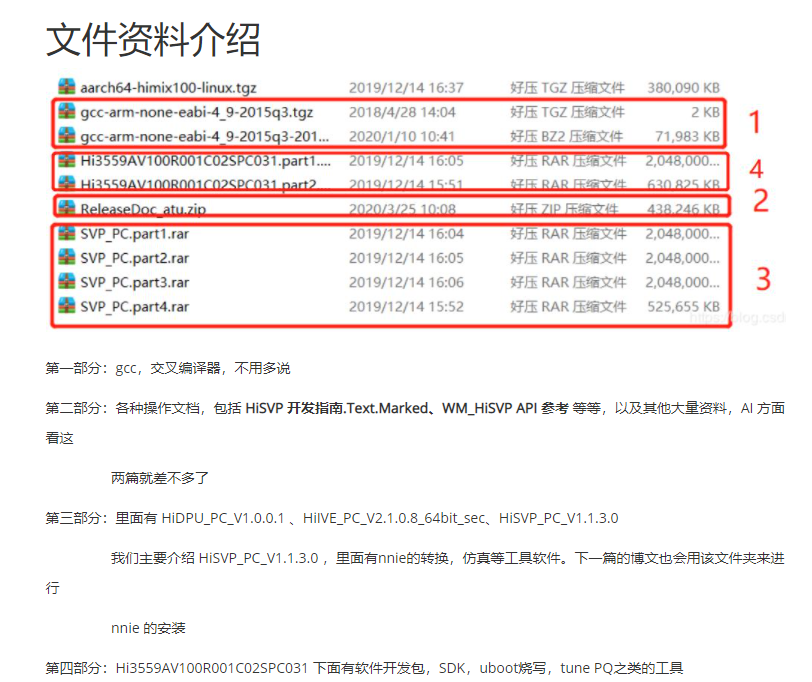 文件资料介绍
aarch64-himix100-linux.tgz 2019/12/14 16:37 好压 TGZ 压缩文件 380,090 KB
gcc-arm-none-eabi-4_9-2015q3.tgz 2018/4/28 14:04 好压 TGZ 压缩文件 2 KB
1
gcc-arm-none-eabi-4_9-2015q3-201... 2020/1/10 10:41 好压 BZ2 压缩文件 71,983 KB
Hi3559AV100R001C02SPC031.part1.... 2019/12/14 16:05 好压 RAR 压缩文件 2,048,000...
4
Hi3559AV100R001C02SPC031.part2.... 2019/12/14 15:51 好压 RAR 压缩文件 630,825 KB
ReleaseDoc_atu.zip 2020/3/25 10:08 好压 ZIP 压缩文件 438,246 KB
2
SVP_PC.part1.rar 2019/12/14 16:04 好压 RAR 压缩文件 2,048,000...
SVP_PC.part2.rar 2019/12/14 16:05 好压 RAR 压缩文件 2,048,000...
SVP_PC.part3.rar 2019/12/14 16:06 好压 RAR 压缩文件 2,048,000...
3
SVP_PC.part4.rar 2019/12/14 15:52 好压 RAR 压缩文件 525,655 KB
https://blog.csd
第一部分：gcc，交叉编译器，不用多说
第二部分：各种操作文档，包括 HiSVP 开发指南.Text.Marked、WM_HiSVP API 参考 等等，以及其他大量资料，AI 方面
看这
两篇就差不多了
第三部分：里面有 HiDPU_PC_V1.0.0.1 、HiIVE_PC_V2.1.0.8_64bit_sec、HiSVP_PC_V1.1.3.0
我们主要介绍 HiSVP_PC_V1.1.3.0 ，里面有nnie的转换，仿真等工具软件。下一篇的博文也会用该文件夹来进
行
nnie 的安装
第四部分：Hi3559AV100R001C02SPC031 下面有软件开发包，SDK，uboot烧写，tune PQ之类的工具